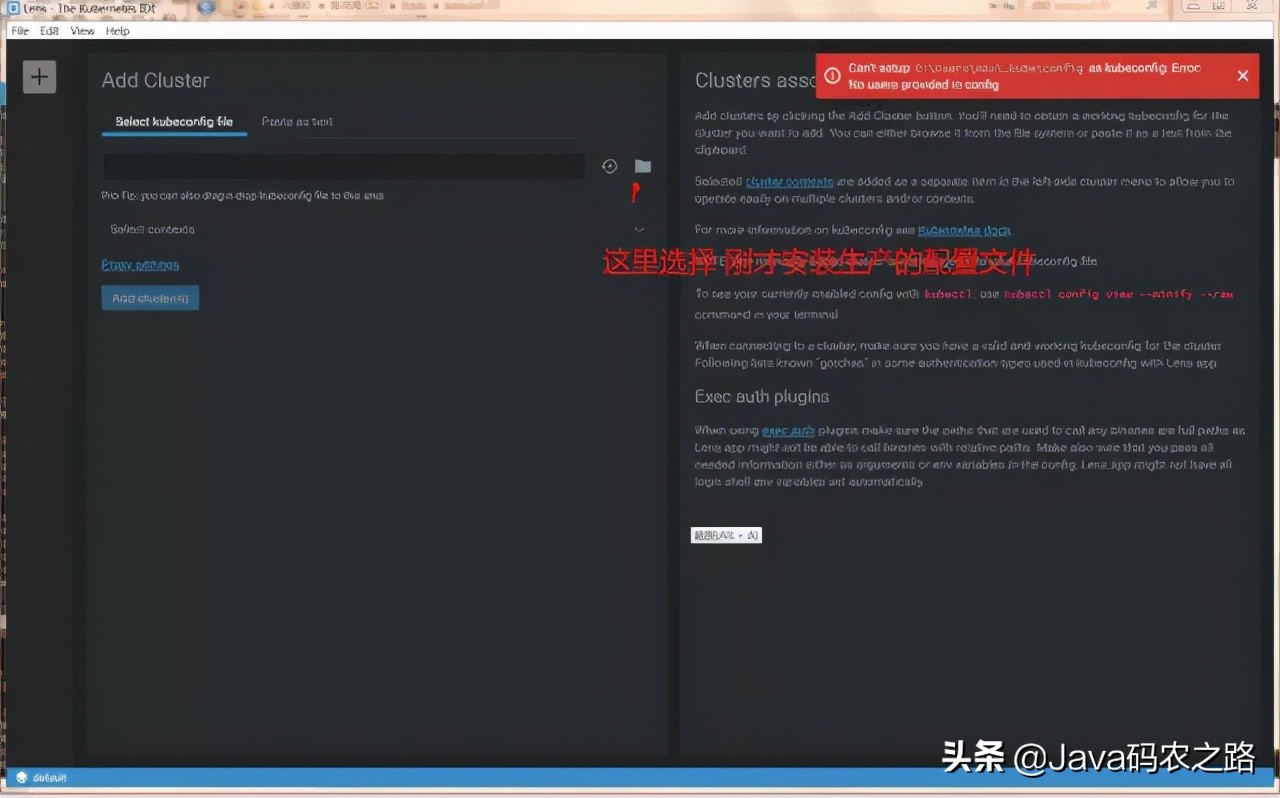 Lens - The Kubernetes IDE
File Edit View Help
Add Cluster
Select kubeconfig file Paste as text
Pro-Tip: you can also drag-n-drop kubeconfig file to this area
Select contexts
Proxy settings
Add cluster(s)
Can't setup as kubeconfig: Error:
No users provided in config
Clusters
Add clusters by clicking the Add Cluster button. You'll need to obtain a working kubeconfig for the
cluster you want to add. You can either browse it from the file system or paste it as a text from the
clipboard.
Selected cluster contexts are added as a separate item in the left-side cluster menu to allow you to
operate easily on multiple clusters and/or contexts.
For more information on kubeconfig see Kubernetes docs
这里选择 刚才安装生产的配置文件
kubeconfig file
To see your currently enabled config with kubectl, use kubectl config view --minify --raw
command in your terminal.
When connecting to a cluster, make sure you have a valid and working kubeconfig for the cluster.
Following lists known "gotchas" in some authentication types used in kubeconfig with Lens app.
Exec auth plugins
When using exec auth plugins make sure the paths that are used to call any binaries are full paths as
Lens app might not be able to call binaries with relative paths. Make also sure that you pass all
needed information either as arguments or env variables in the config, Lens app might not have all
login shell env variables set automatically.
default
头条 @Java码农之路